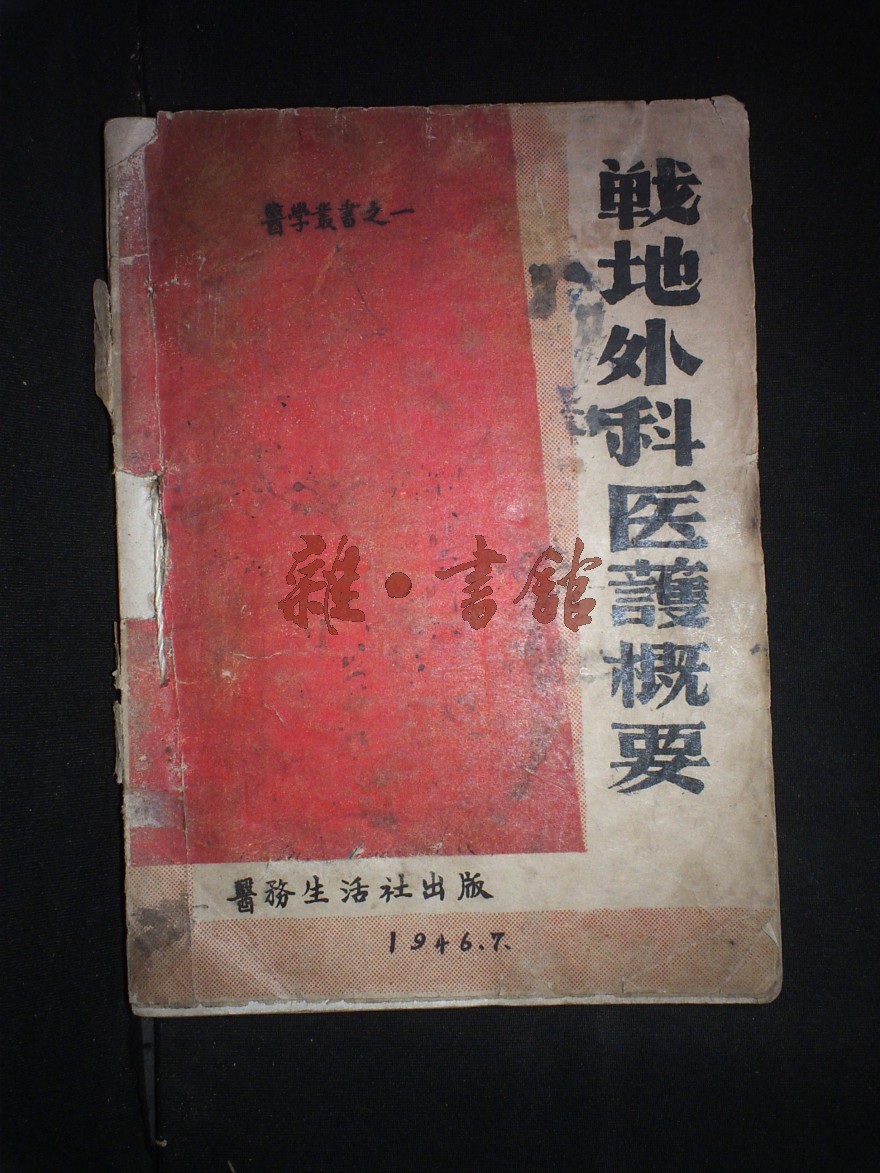 戦地外科医護概要
醫學叢書之一
雜·書館
醫務生活社出版
1946.7.